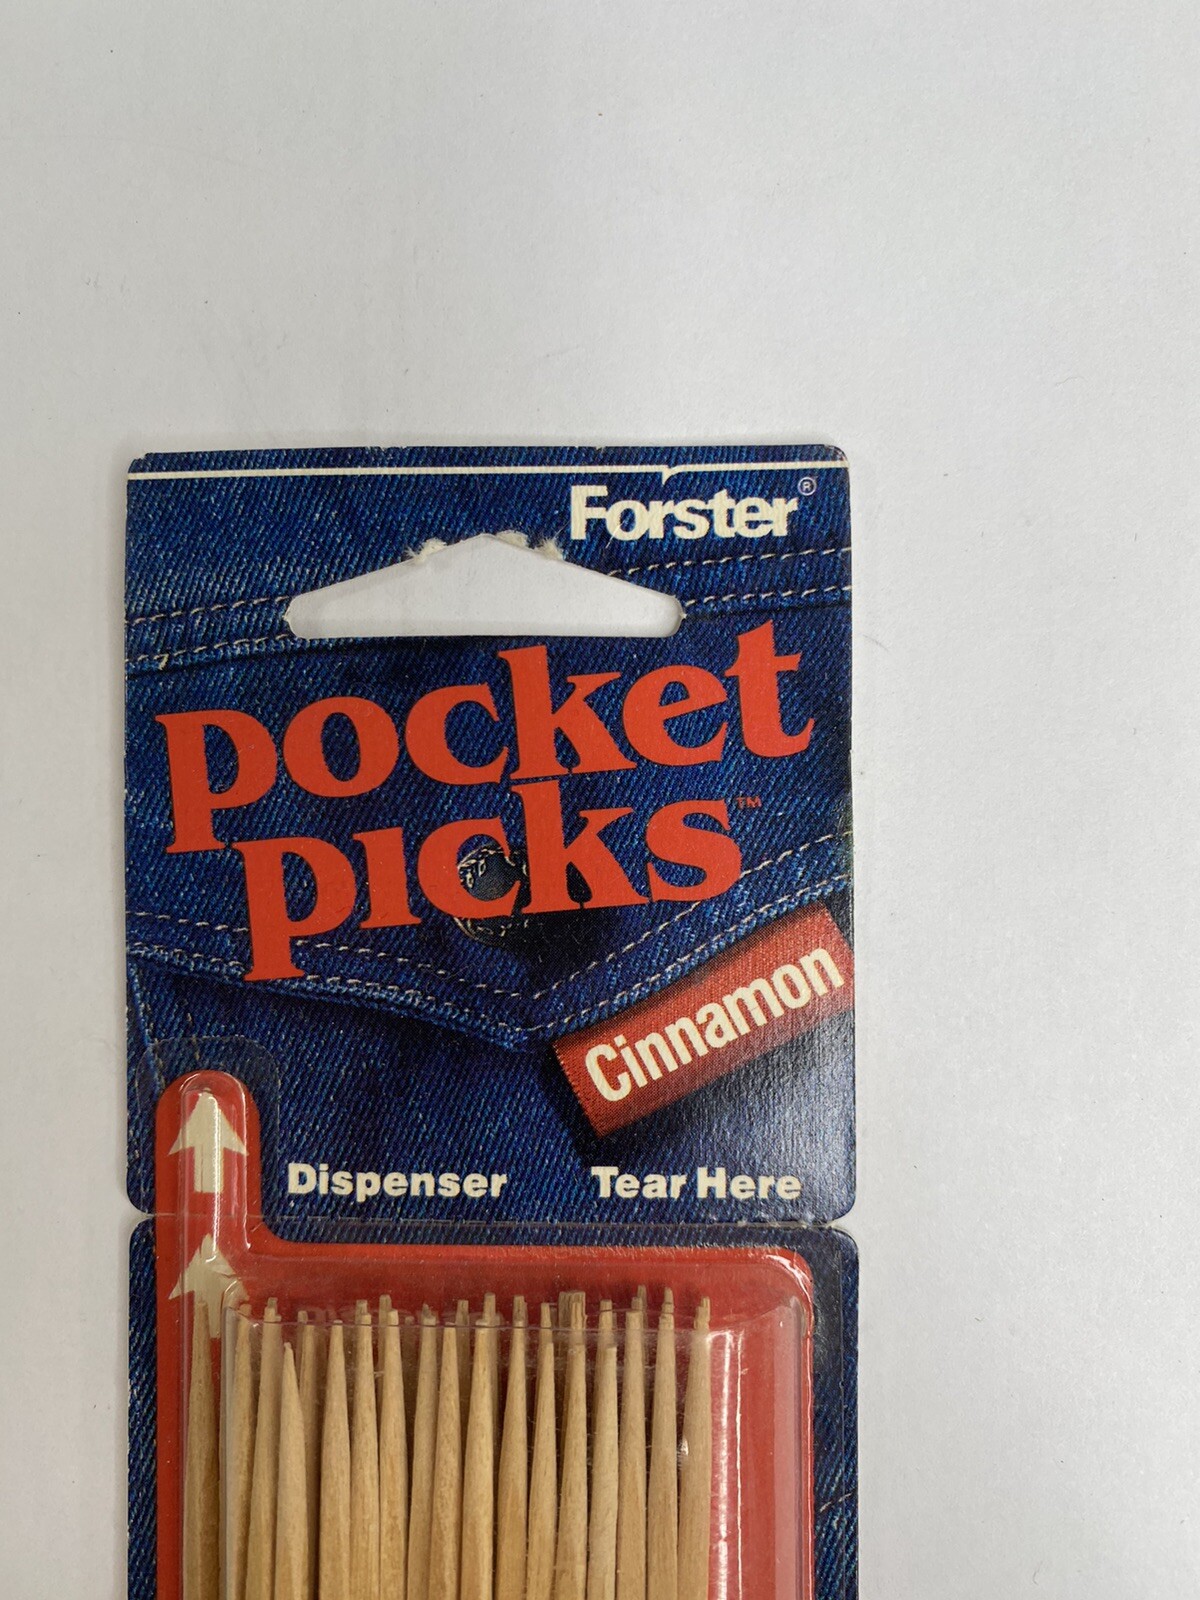 Forster®
pocket
picks™
Cinnamon
Dispenser Tear Here